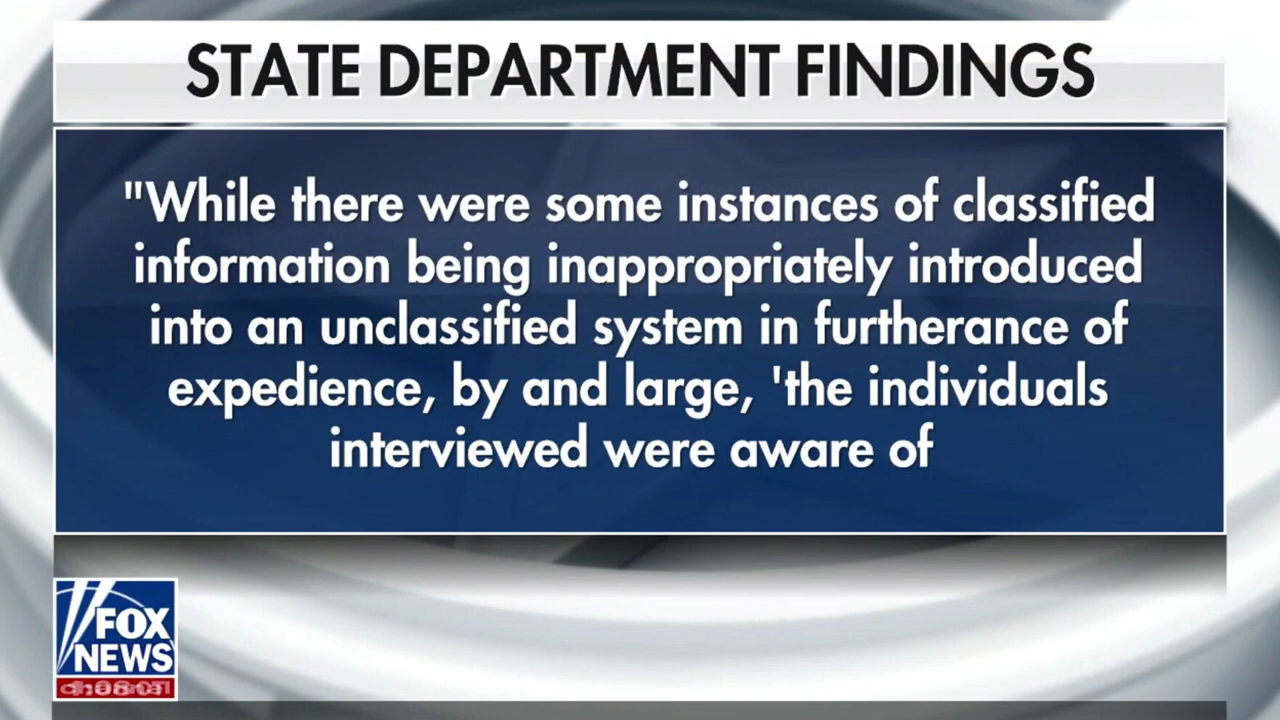 STATE DEPARTMENT FINDINGS
"While there were some instances of classified
information being inappropriately introduced
into an unclassified system in furtherance of
expedience, by and large, 'the individuals
interviewed were aware of
FOX
NEWS